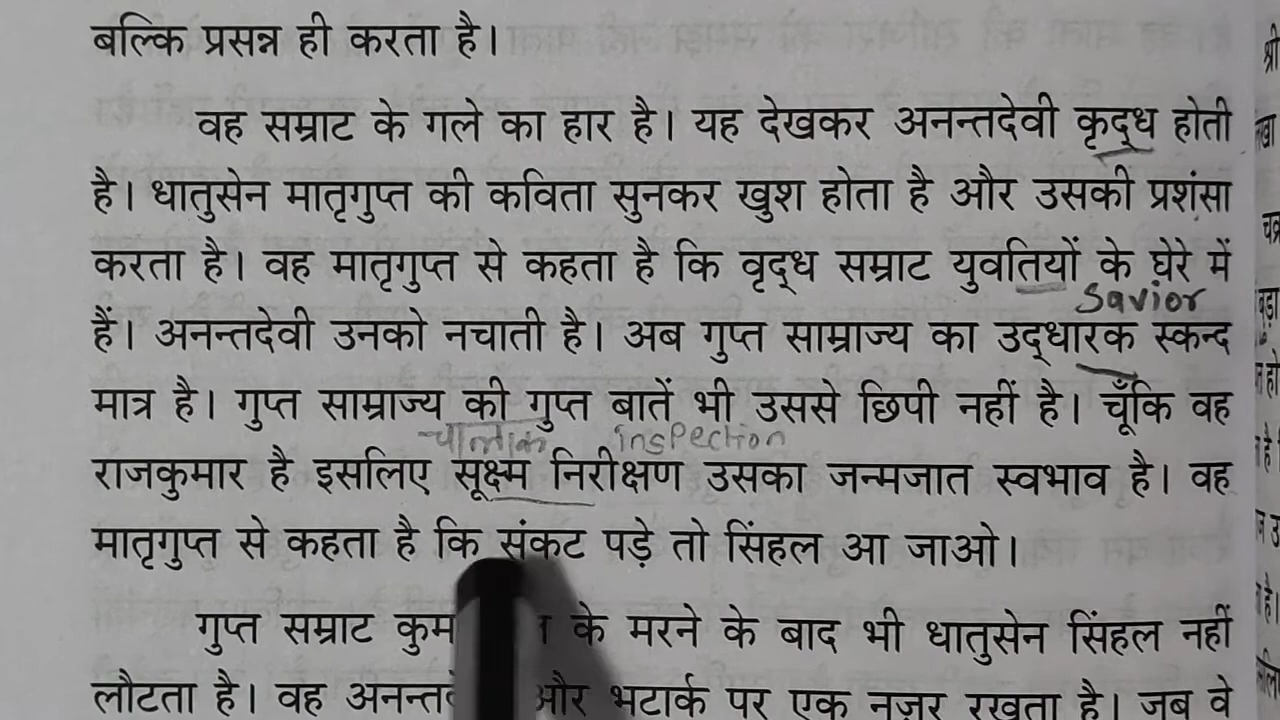 बल्कि प्रसन्न ही करता है।
वह सम्राट के गले का हार है। यह देखकर अनन्तदेवी कृद्ध होती
है। धातुसेन मातृगुप्त की कविता सुनकर खुश होता है और उसकी प्रशंसा
करता है। वह मातृगुप्त से कहता है कि वृद्ध सम्राट युवतियों के घेरे में
savior
हैं। अनन्तदेवी उनको नचाती है। अब गुप्त साम्राज्य का उद्धारक स्कन्द
मात्र है। गुप्त साम्राज्य की गुप्त बातें भी उससे छिपी नहीं है। चूँकि वह
चालाक inspection
राजकुमार है इसलिए सूक्ष्म निरीक्षण उसका जन्मजात स्वभाव है। वह
मातृगुप्त से कहता है कि संकट पड़े तो सिंहल आ जाओ।
गुप्त सम्राट के मरने के बाद भी धातुसेन सिंहल नहीं
लौटता है। वह और भटार्क पर एक नज़र रखता है। जब वे